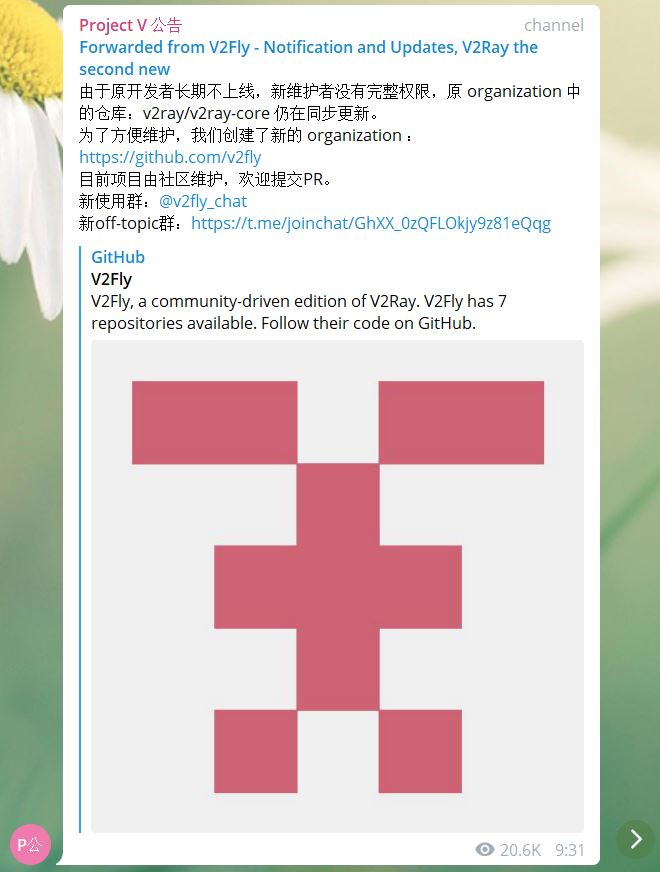 Project V 公告 channel
Forwarded from V2Fly - Notification and Updates, V2Ray the
second new
由于原开发者长期不上线，新维护者没有完整权限，原 organization 中
的仓库：v2ray/v2ray-core 仍在同步更新。
为了方便维护，我们创建了新的 organization：
https://github.com/v2fly
目前项目由社区维护，欢迎提交PR。
新使用群：@v2fly_chat
新off-topic群：https://t.me/joinchat/GhXX_0zQFLOkjy9z81eQqg
GitHub
V2Fly
V2Fly, a community-driven edition of V2Ray. V2Fly has 7
repositories available. Follow their code on GitHub.
P公
20.6K 9:31